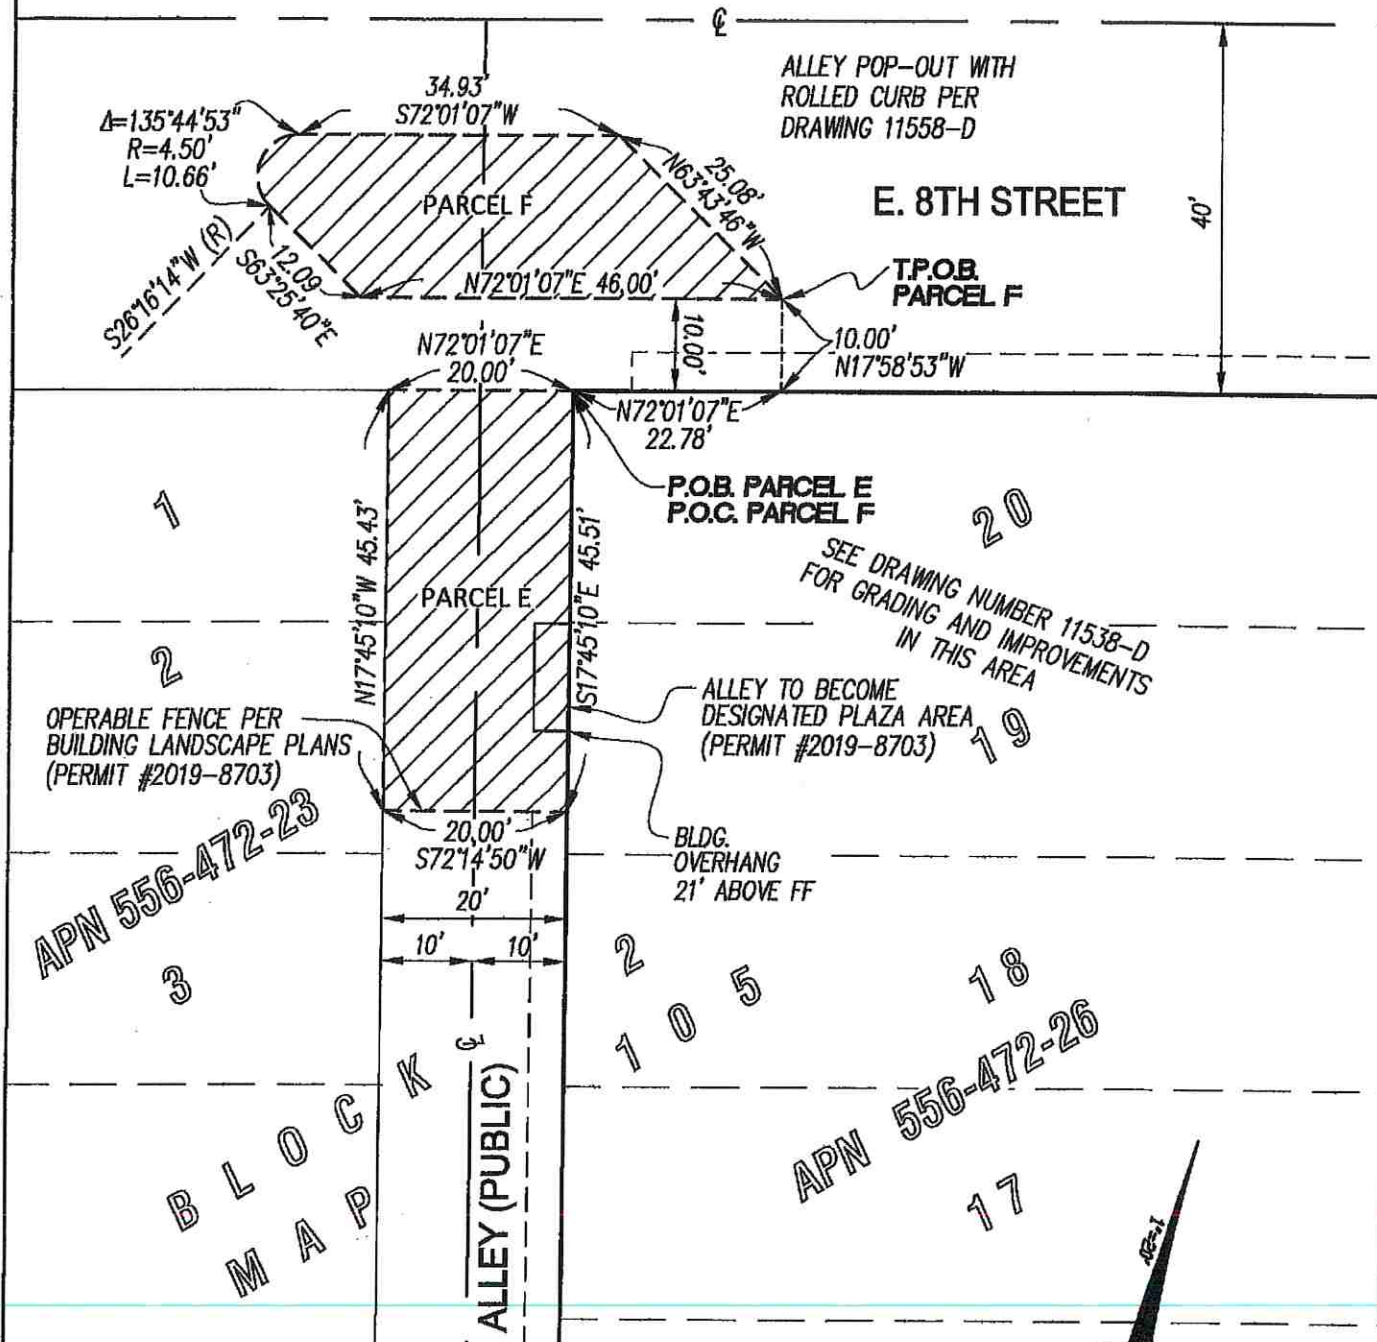 ℄
ALLEY POP-OUT WITH
ROLLED CURB PER
DRAWING 11558-D
34.93'
S72°01'07"W
Δ=135°44'53"
R=4.50'
L=10.66'
25.08'
N63°43'46"W
PARCEL F
E. 8TH STREET
40'
S26°16'14"W (R)
12.09'
S63°25'40"E
N72°01'07"E 46.00'
T.P.O.B.
PARCEL F
10.00'
10.00'
N17°58'53"W
N72°01'07"E
20.00'
N72°01'07"E
22.78'
P.O.B. PARCEL E
P.O.C. PARCEL F
1
20
N17°45'10"W 45.43'
S17°45'10"E 45.51'
SEE DRAWING NUMBER 11538-D
FOR GRADING AND IMPROVEMENTS
IN THIS AREA
PARCEL E
2
19
OPERABLE FENCE PER
BUILDING LANDSCAPE PLANS
(PERMIT #2019-8703)
ALLEY TO BECOME
DESIGNATED PLAZA AREA
(PERMIT #2019-8703)
20.00'
S72°14'50"W
BLDG.
OVERHANG
21' ABOVE FF
APN 556-472-23
20'
10'
10'
3
18
BLOCK 2
MAP 105
℄
ALLEY (PUBLIC)
APN 556-472-26
17
1"=20'